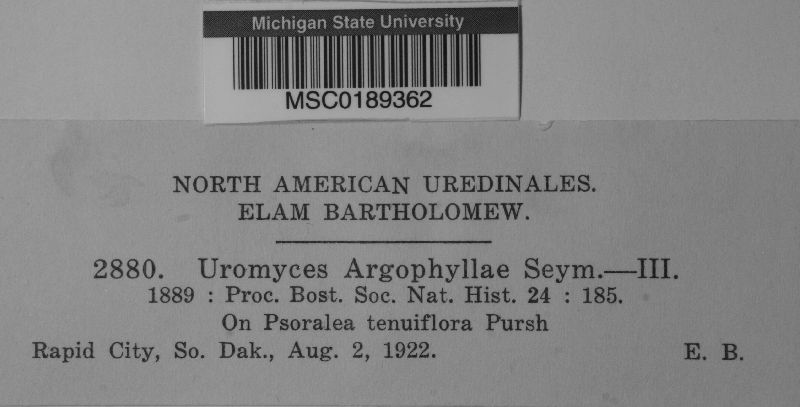 Michigan State University
MSC0189362
NORTH AMERICAN UREDINALES.
ELAM BARTHOLOMEW.
2880. Uromyces Argophyllae Seym.—III.
1889 : Proc. Bost. Soc. Nat. Hist. 24 : 185.
On Psoralea tenuiflora Pursh
Rapid City, So. Dak., Aug. 2, 1922. E. B.